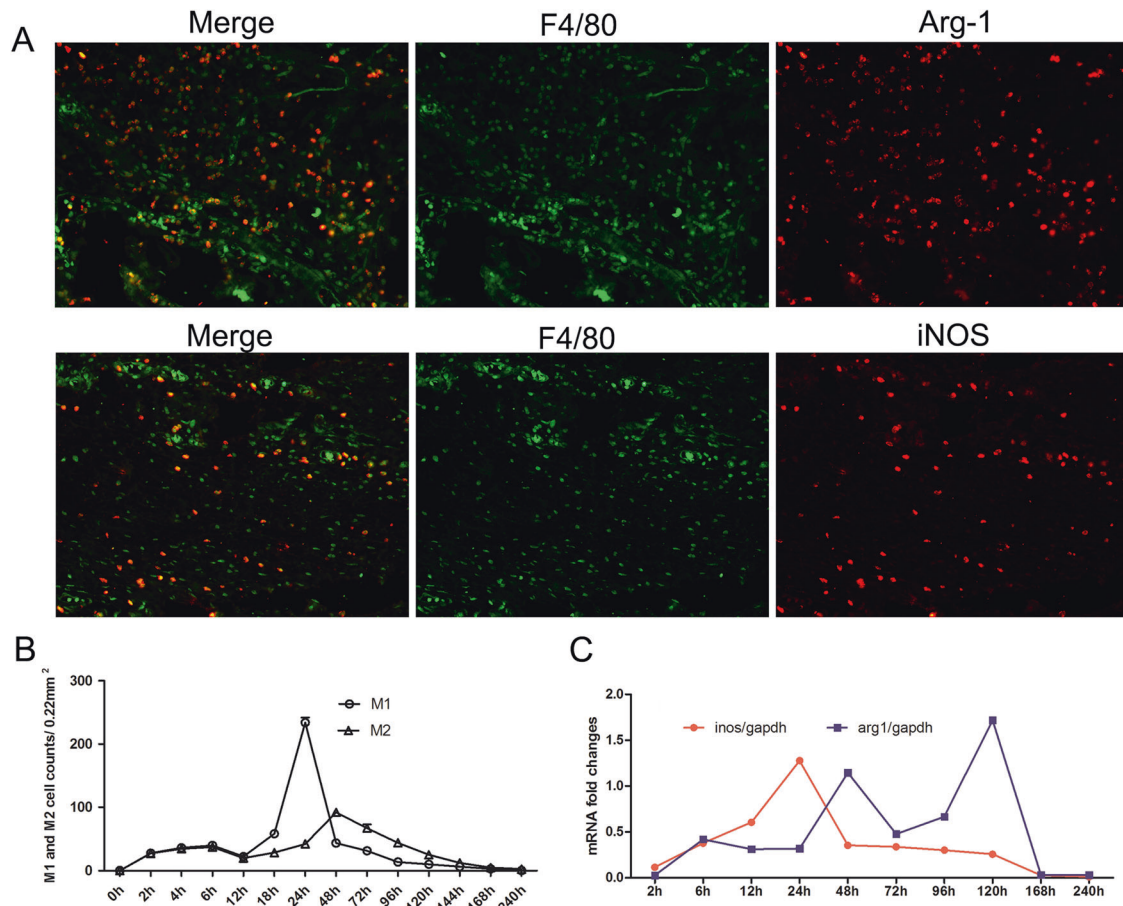 A
Merge
F4/80
Arg-1
Merge
F4/80
iNOS
B
M1 and M2 cell counts/ 0.22mm²
300
200
100
0
M1
M2
0h
2h
4h
6h
12h
18h
24h
48h
72h
96h
120h
144h
168h
240h
C
mRNA fold changes
2.0
1.5
1.0
0.5
0.0
inos/gapdh
arg1/gapdh
2h
6h
12h
24h
48h
72h
96h
120h
168h
240h